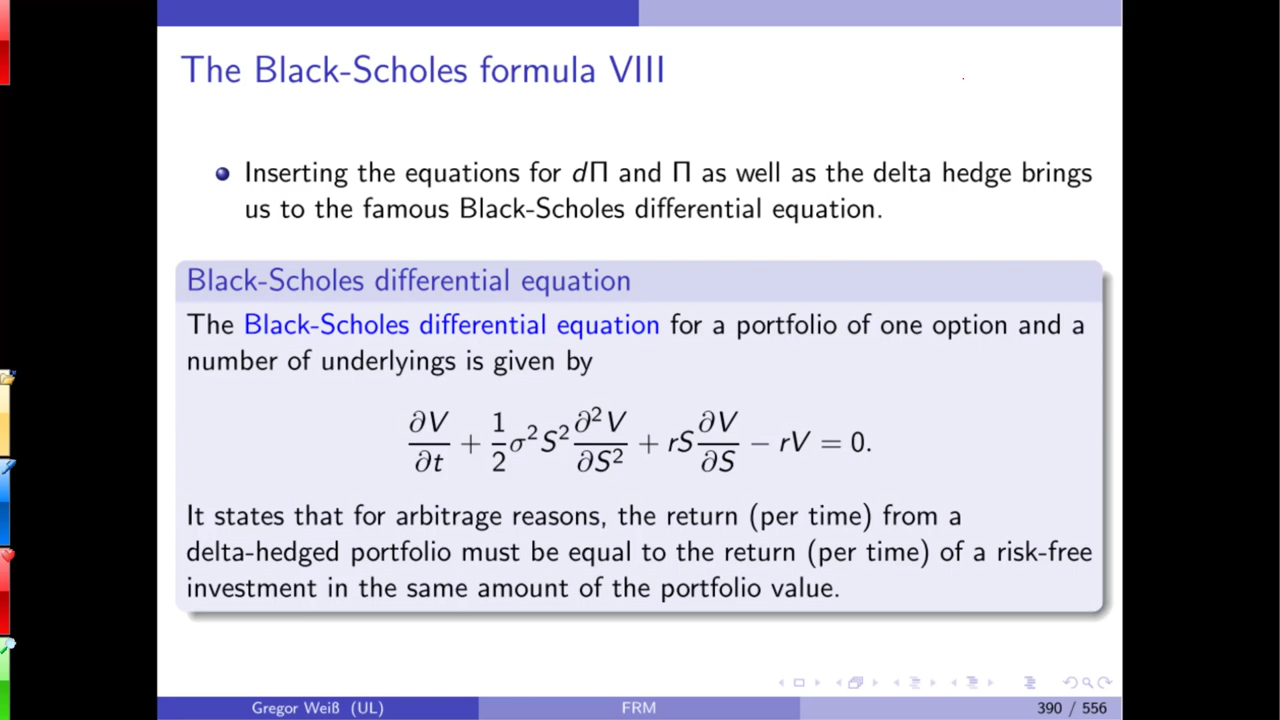 The Black-Scholes formula VIII
Inserting the equations for dΠ and Π as well as the delta hedge brings
us to the famous Black-Scholes differential equation.
Black-Scholes differential equation
The Black-Scholes differential equation for a portfolio of one option and a
number of underlyings is given by
∂V/∂t + 1/2 σ²S² ∂²V/∂S² + rS ∂V/∂S − rV = 0.
It states that for arbitrage reasons, the return (per time) from a
delta-hedged portfolio must be equal to the return (per time) of a risk-free
investment in the same amount of the portfolio value.
Gregor Weiß (UL) FRM 390 / 556